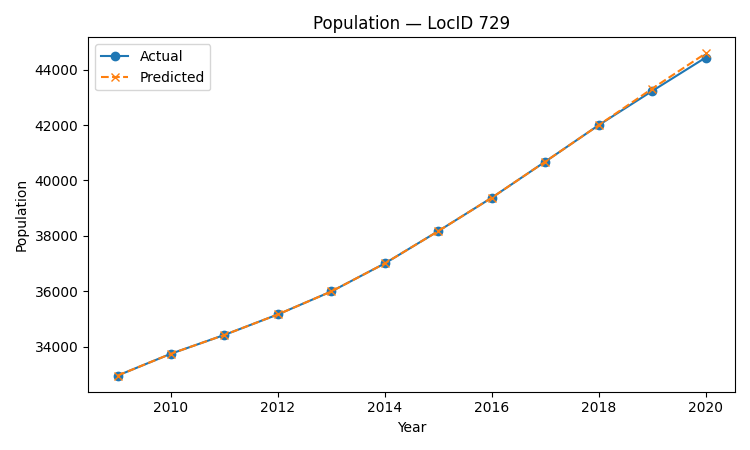 Population — LocID 729
Actual
Predicted
44000
42000
40000
38000
36000
34000
Population
2010 2012 2014 2016 2018 2020
Year